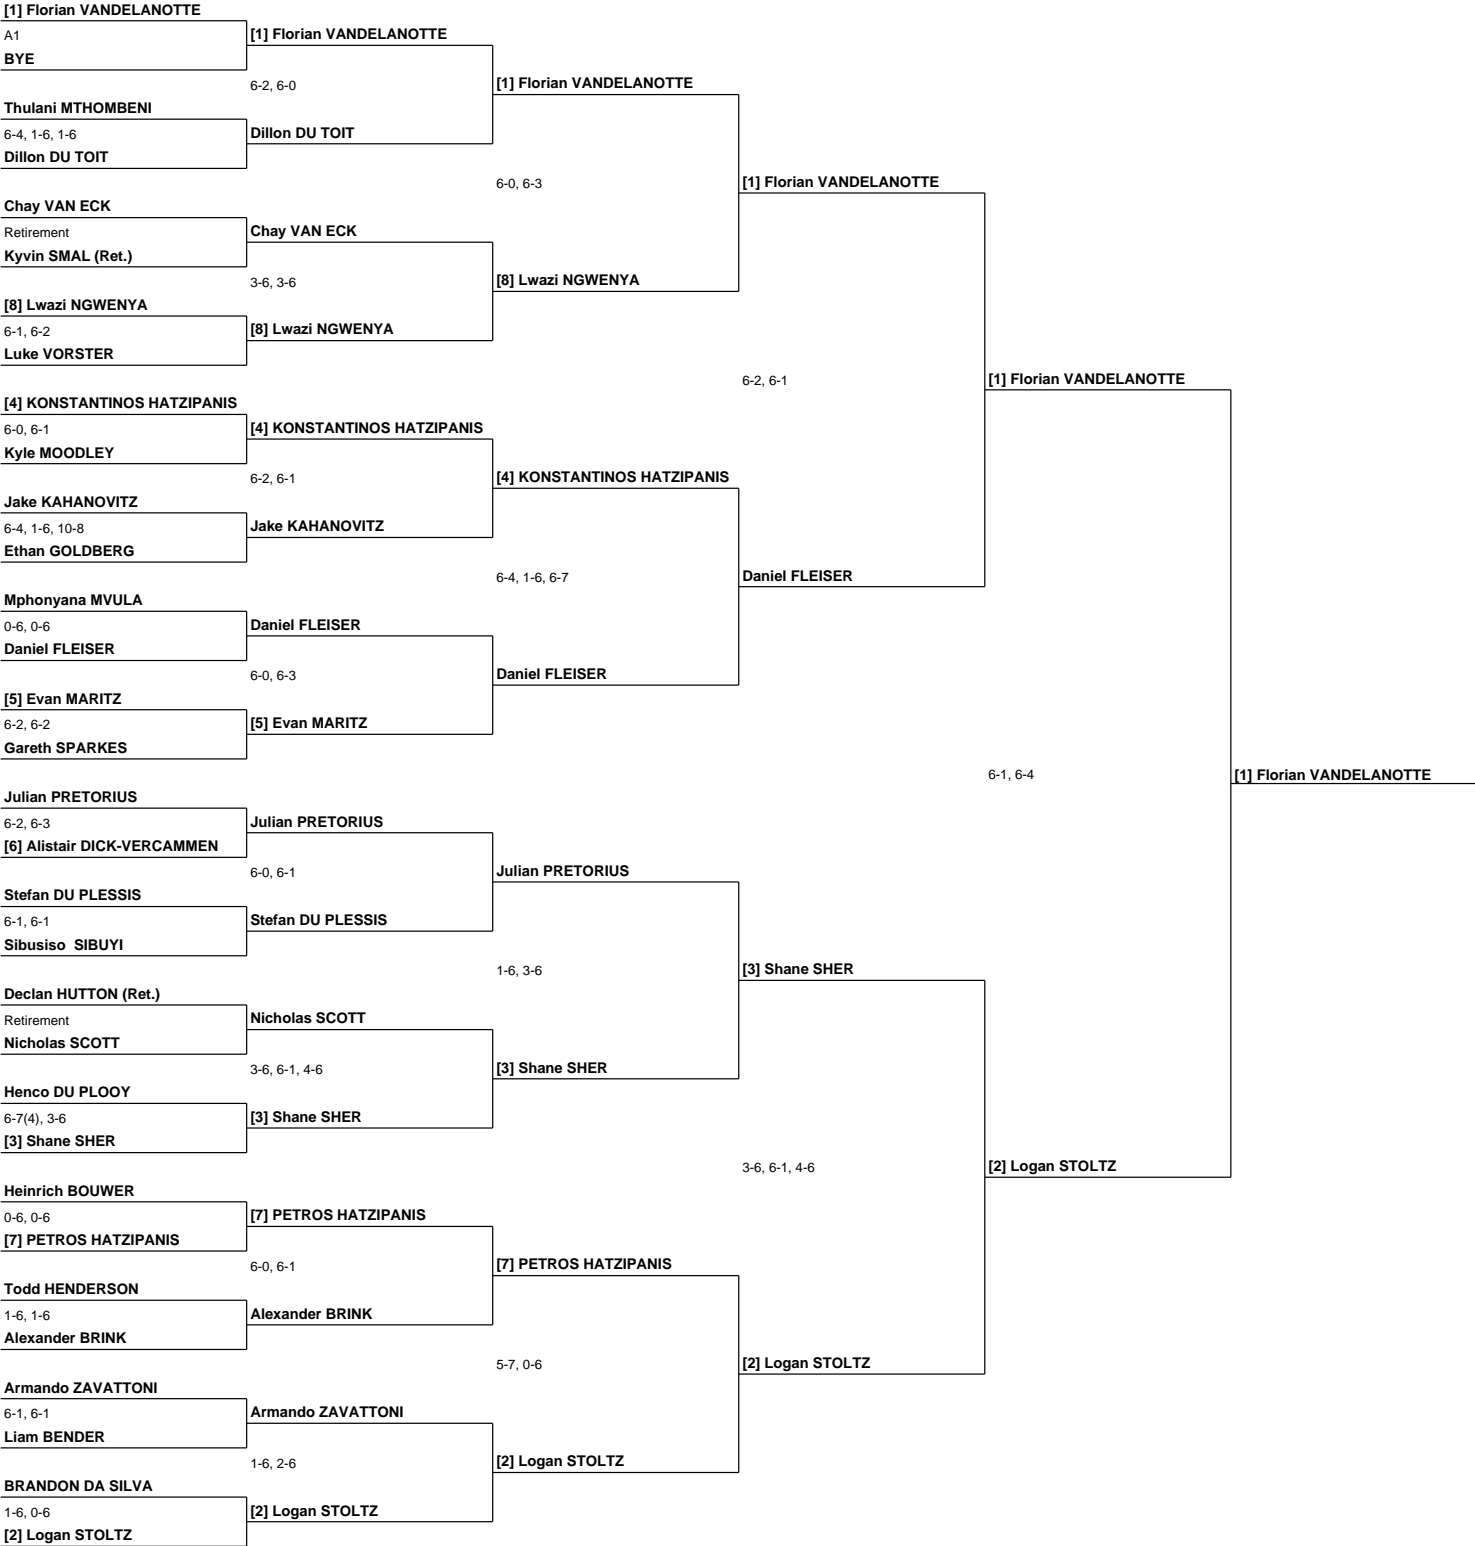 [1] Florian VANDELANOTTE
A1
BYE
Thulani MTHOMBENI
6-4, 1-6, 1-6
Dillon DU TOIT
Chay VAN ECK
Retirement
Kyvin SMAL (Ret.)
[8] Lwazi NGWENYA
6-1, 6-2
Luke VORSTER
[4] KONSTANTINOS HATZIPANIS
6-0, 6-1
Kyle MOODLEY
Jake KAHANOVITZ
6-4, 1-6, 10-8
Ethan GOLDBERG
Mphonyana MVULA
0-6, 0-6
Daniel FLEISER
[5] Evan MARITZ
6-2, 6-2
Gareth SPARKES
Julian PRETORIUS
6-2, 6-3
[6] Alistair DICK-VERCAMMEN
Stefan DU PLESSIS
6-1, 6-1
Sibusiso  SIBUYI
Declan HUTTON (Ret.)
Retirement
Nicholas SCOTT
Henco DU PLOOY
6-7(4), 3-6
[3] Shane SHER
Heinrich BOUWER
0-6, 0-6
[7] PETROS HATZIPANIS
Todd HENDERSON
1-6, 1-6
Alexander BRINK
Armando ZAVATTONI
6-1, 6-1
Liam BENDER
BRANDON DA SILVA
1-6, 0-6
[2] Logan STOLTZ
[1] Florian VANDELANOTTE
6-2, 6-0
Dillon DU TOIT
Chay VAN ECK
3-6, 3-6
[8] Lwazi NGWENYA
[4] KONSTANTINOS HATZIPANIS
6-2, 6-1
Jake KAHANOVITZ
Daniel FLEISER
6-0, 6-3
[5] Evan MARITZ
Julian PRETORIUS
6-0, 6-1
Stefan DU PLESSIS
Nicholas SCOTT
3-6, 6-1, 4-6
[3] Shane SHER
[7] PETROS HATZIPANIS
6-0, 6-1
Alexander BRINK
Armando ZAVATTONI
1-6, 2-6
[2] Logan STOLTZ
[1] Florian VANDELANOTTE
6-0, 6-3
[8] Lwazi NGWENYA
[4] KONSTANTINOS HATZIPANIS
6-4, 1-6, 6-7
Daniel FLEISER
Julian PRETORIUS
1-6, 3-6
[3] Shane SHER
[7] PETROS HATZIPANIS
5-7, 0-6
[2] Logan STOLTZ
[1] Florian VANDELANOTTE
6-2, 6-1
Daniel FLEISER
[3] Shane SHER
3-6, 6-1, 4-6
[2] Logan STOLTZ
[1] Florian VANDELANOTTE
6-1, 6-4
[2] Logan STOLTZ
[1] Florian VANDELANOTTE